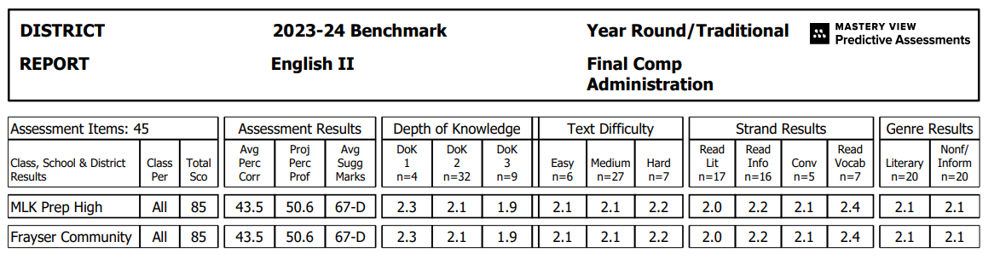 DISTRICT 2023-24 Benchmark Year Round/Traditional MASTERY VIEW
Predictive Assessments
REPORT English II Final Comp
Administration
Assessment Items: 45 Assessment Results Depth of Knowledge Text Difficulty Strand Results Genre Results
Class, School & District Results Class Per Total Sco Avg Perc Corr Proj Perc Prof Avg Sugg Marks DoK 1 n=4 DoK 2 n=32 DoK 3 n=9 Easy n=6 Medium n=27 Hard n=7 Read Lit n=17 Read Info n=16 Conv n=5 Read Vocab n=7 Literary n=20 Nonf/ Inform n=20
MLK Prep High All 85 43.5 50.6 67-D 2.3 2.1 1.9 2.1 2.1 2.2 2.0 2.2 2.1 2.4 2.1 2.1
Frayser Community All 85 43.5 50.6 67-D 2.3 2.1 1.9 2.1 2.1 2.2 2.0 2.2 2.1 2.4 2.1 2.1